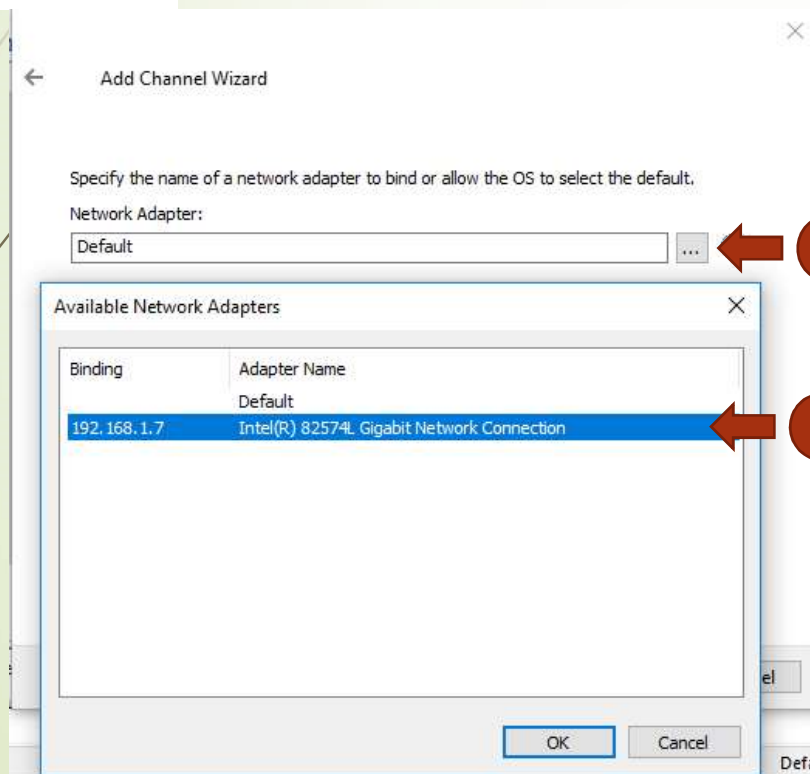 Add Channel Wizard
Specify the name of a network adapter to bind or allow the OS to select the default.
Network Adapter:
Default
...
Available Network Adapters
Binding Adapter Name
Default
192.168.1.7 Intel(R) 82574L Gigabit Network Connection
el
OK Cancel
Defa